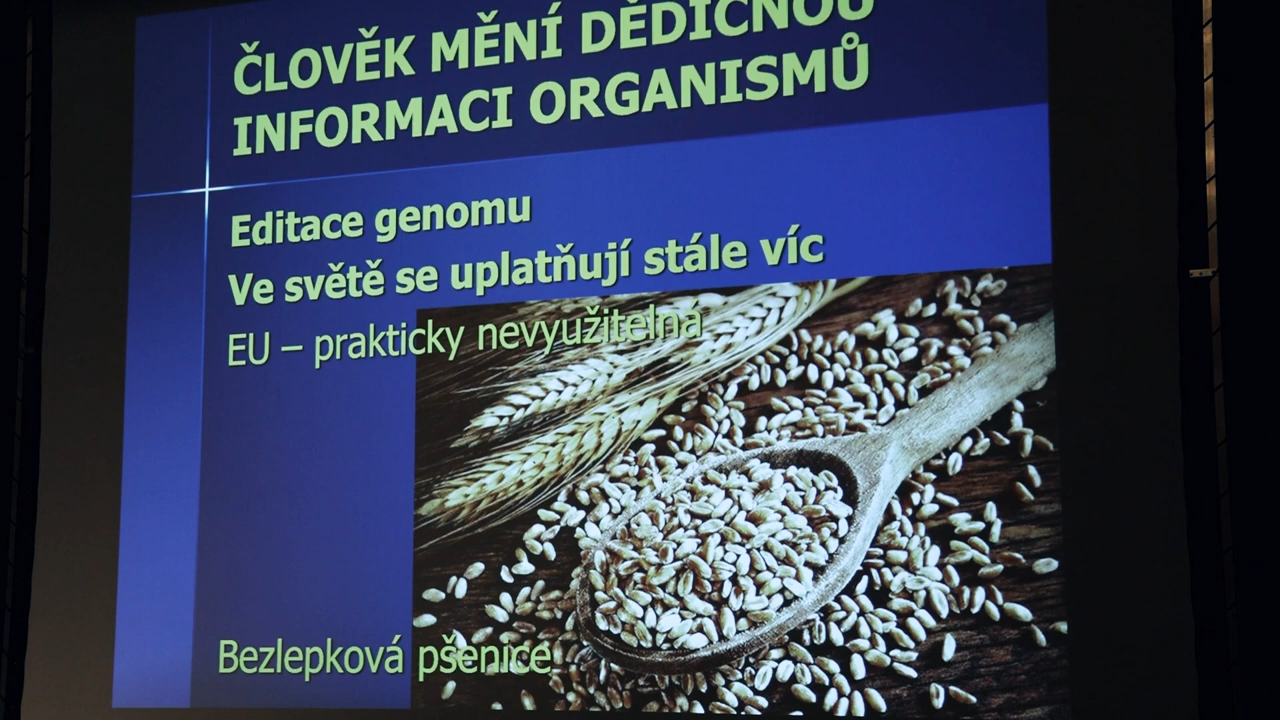 ČLOVĚK MĚNÍ DĚDIČNOU
INFORMACI ORGANISMŮ
Editace genomu
Ve světě se uplatňují stále víc
EU – prakticky nevyužitelná
Bezlepková pšenice